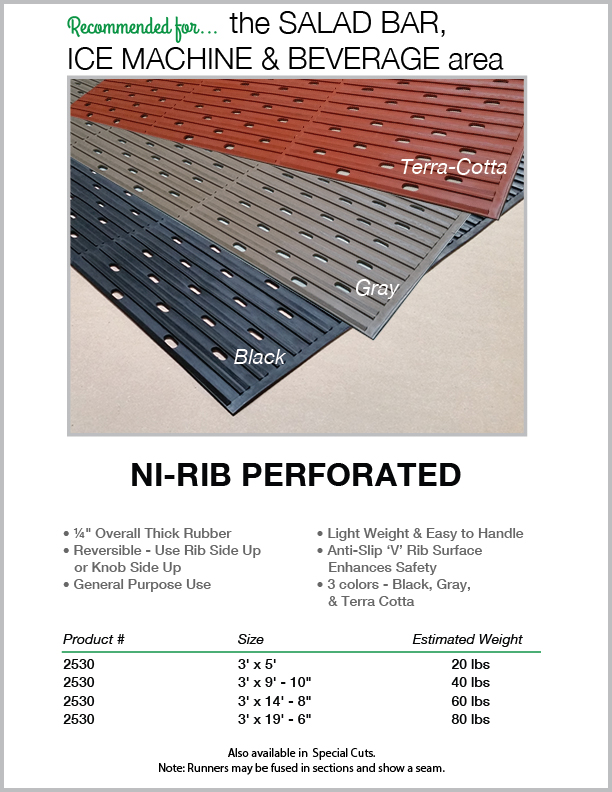 Recommended for... the SALAD BAR,
ICE MACHINE & BEVERAGE area
Terra-Cotta
Gray
Black
NI-RIB PERFORATED
• ¼" Overall Thick Rubber
• Reversible - Use Rib Side Up
or Knob Side Up
• General Purpose Use
• Light Weight & Easy to Handle
• Anti-Slip ‘V’ Rib Surface
Enhances Safety
• 3 colors - Black, Gray,
& Terra Cotta
Product # Size Estimated Weight
2530 3' x 5' 20 lbs
2530 3' x 9' - 10" 40 lbs
2530 3' x 14' - 8" 60 lbs
2530 3' x 19' - 6" 80 lbs
Also available in Special Cuts.
Note: Runners may be fused in sections and show a seam.